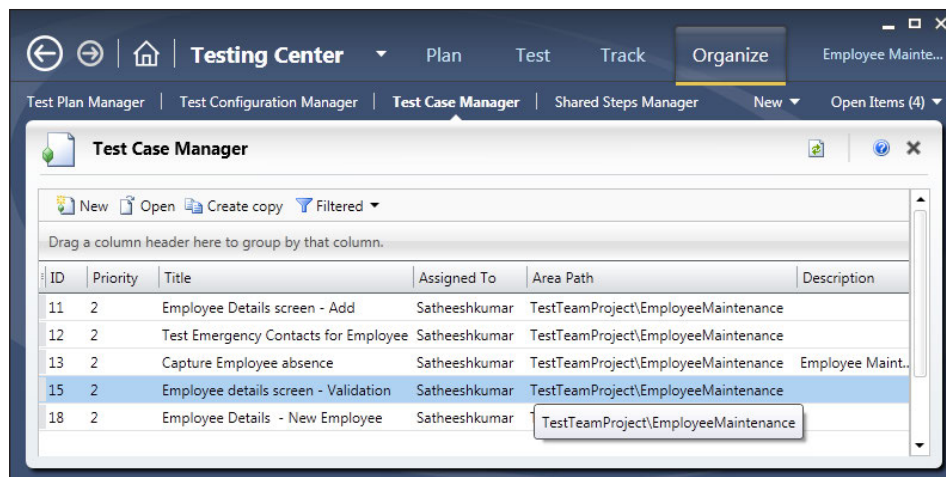 Testing Center Plan Test Track Organize Employee Mainte...
Test Plan Manager | Test Configuration Manager | Test Case Manager | Shared Steps Manager New Open Items (4)
Test Case Manager
New Open Create copy Filtered
Drag a column header here to group by that column.
ID Priority Title Assigned To Area Path Description
11 2 Employee Details screen - Add Satheeshkumar TestTeamProject\EmployeeMaintenance
12 2 Test Emergency Contacts for Employee Satheeshkumar TestTeamProject\EmployeeMaintenance
13 2 Capture Employee absence Satheeshkumar TestTeamProject\EmployeeMaintenance Employee Maint..
15 2 Employee details screen - Validation Satheeshkumar TestTeamProject\EmployeeMaintenance
18 2 Employee Details - New Employee Satheeshkumar
TestTeamProject\EmployeeMaintenance